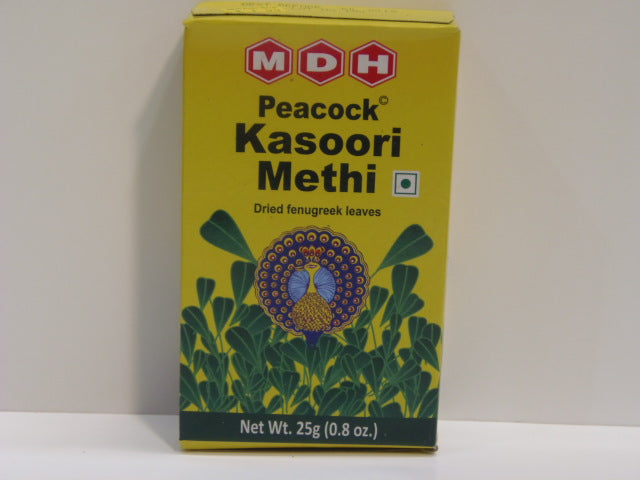 MDH
Peacock©
Kasoori
Methi
Dried fenugreek leaves
Net Wt. 25g (0.8 oz.)